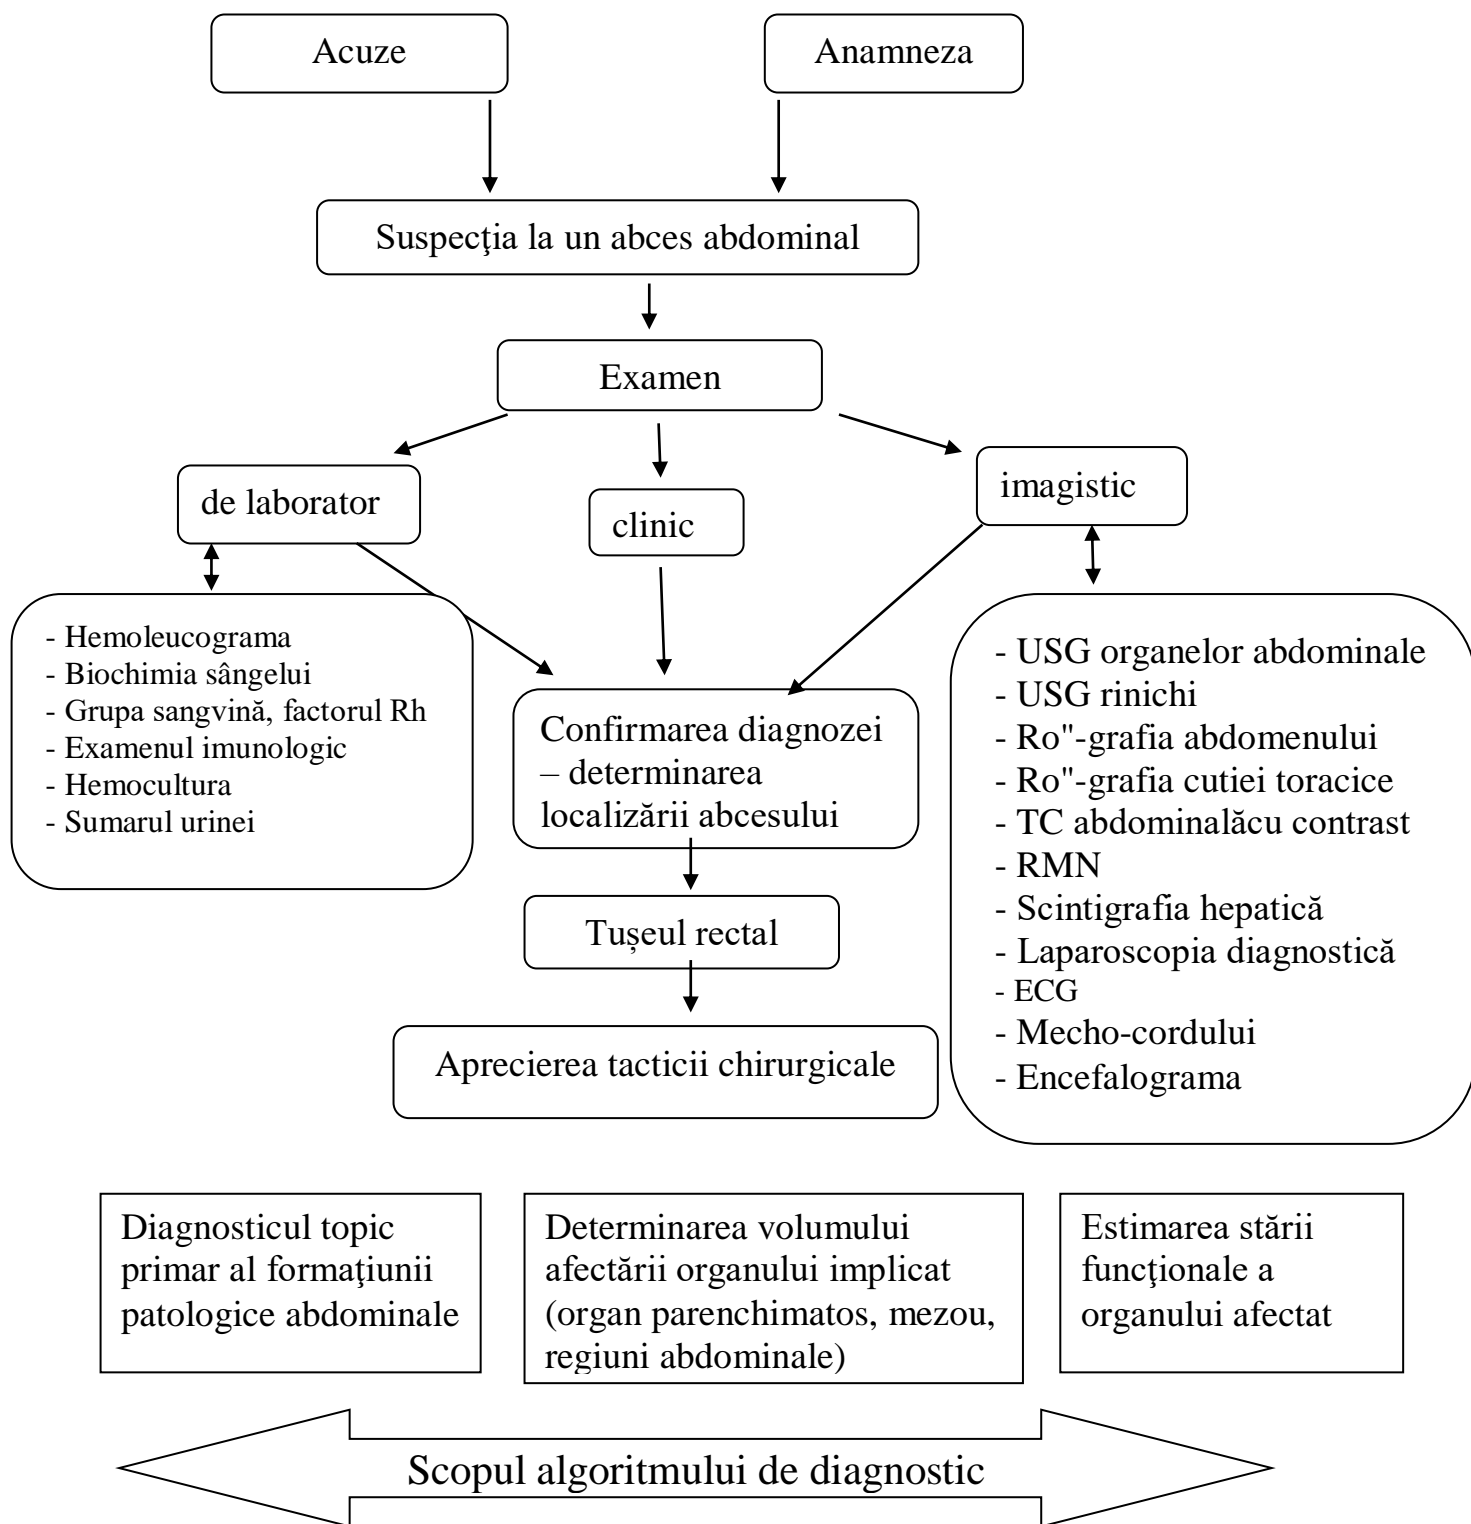 Acuze
Anamneza
Suspecţia la un abces abdominal
Examen
de laborator
clinic
imagistic
- Hemoleucograma
- Biochimia sângelui
- Grupa sangvină, factorul Rh
- Examenul imunologic
- Hemocultura
- Sumarul urinei
Confirmarea diagnozei
– determinarea
localizării abcesului
- USG organelor abdominale
- USG rinichi
- Ro"-grafia abdomenului
- Ro"-grafia cutiei toracice
- TC abdominalăcu contrast
- RMN
- Scintigrafia hepatică
- Laparoscopia diagnostică
- ECG
- Mecho-cordului
- Encefalograma
Tușeul rectal
Aprecierea tacticii chirurgicale
Diagnosticul topic
primar al formaţiunii
patologice abdominale
Determinarea volumului
afectării organului implicat
(organ parenchimatos, mezou,
regiuni abdominale)
Estimarea stării
funcţionale a
organului afectat
Scopul algoritmului de diagnostic